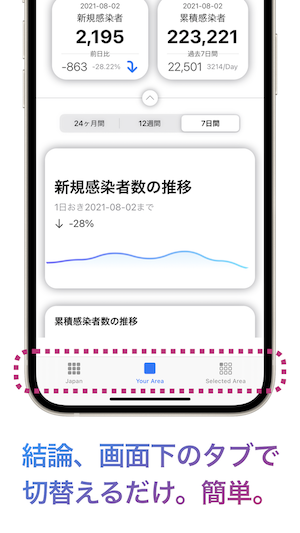 2021-08-02
新規感染者
2,195
前日比
-863 -28.22%
2021-08-02
累積感染者
223,221
過去7日間
22,501 3214/Day
24ヶ月間 12週間 7日間
新規感染者数の推移
1日おき2021-08-02まで
↓ -28%
累積感染者数の推移
Japan Your Area Selected Area
結論、画面下のタブで
切替えるだけ。簡単。